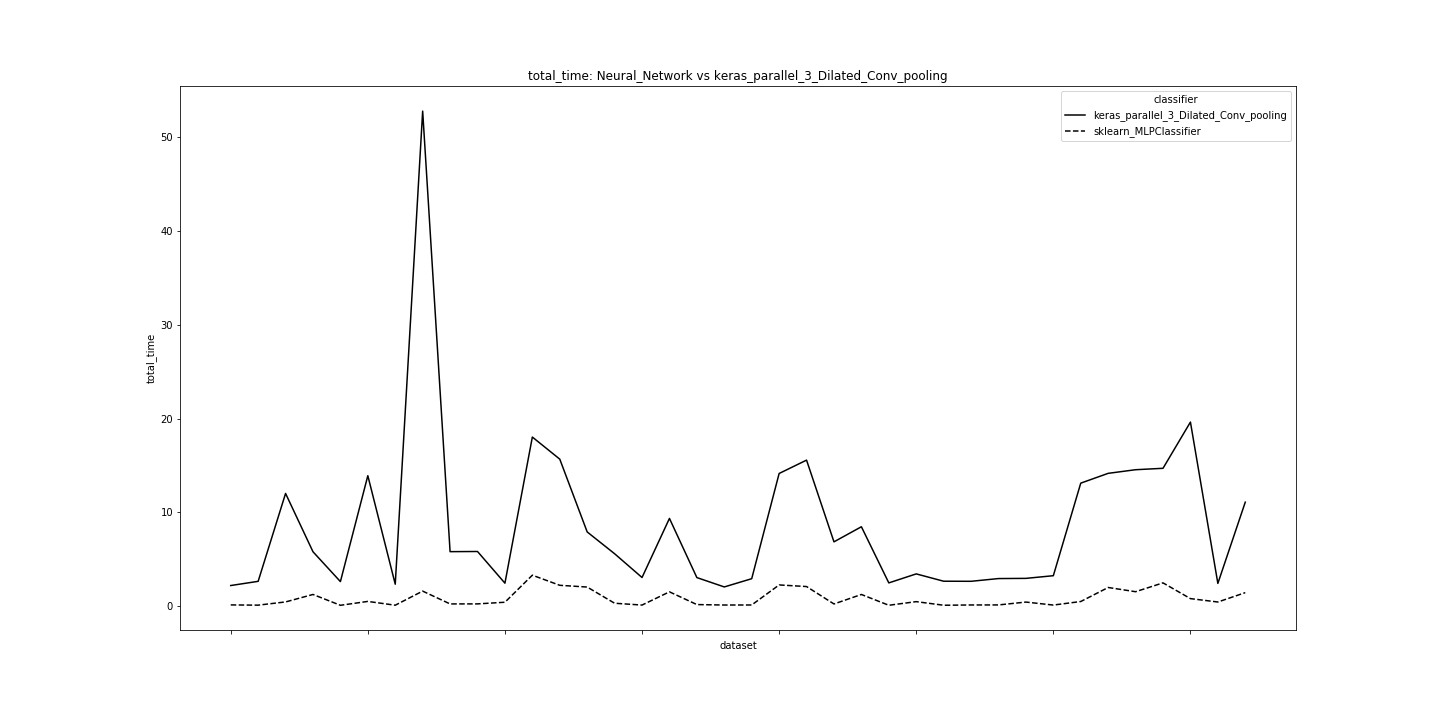 total_time: Neural_Network vs keras_parallel_3_Dilated_Conv_pooling
classifier
keras_parallel_3_Dilated_Conv_pooling
sklearn_MLPClassifier
50
40
30
20
10
0
total_time
dataset